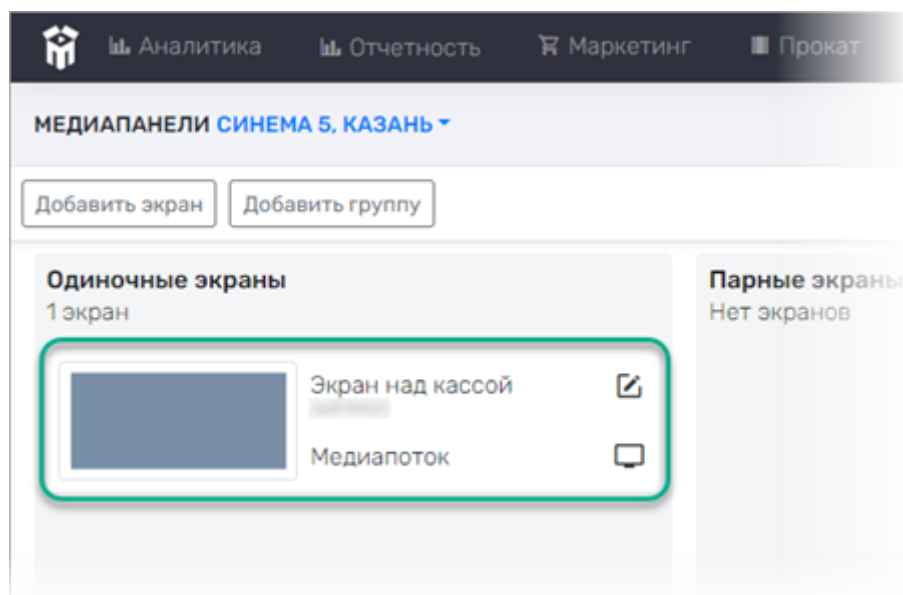 Аналитика Отчетность Маркетинг Прокат
МЕДИАПАНЕЛИ СИНЕМА 5, КАЗАНЬ
Добавить экран Добавить группу
Одиночные экраны
1 экран
Парные экраны
Нет экранов
Экран над кассой
Медиапоток